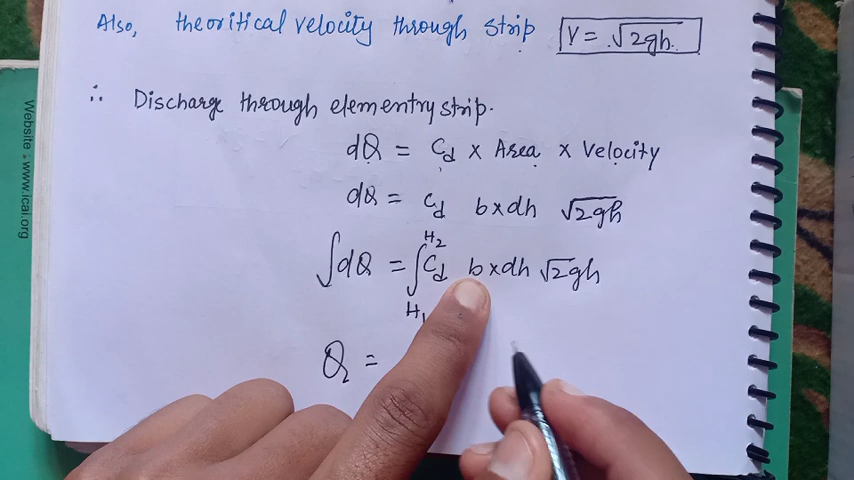 Also, theoritical velocity through strip V = √2gh.
∴ Discharge through elementry strip.
dQ = Cd x Area x Velocity
dQ = Cd b x dh √2gh
∫dQ = ∫ H2 H1 Cd b x dh √2gh
Q =
Website : www.icai.org